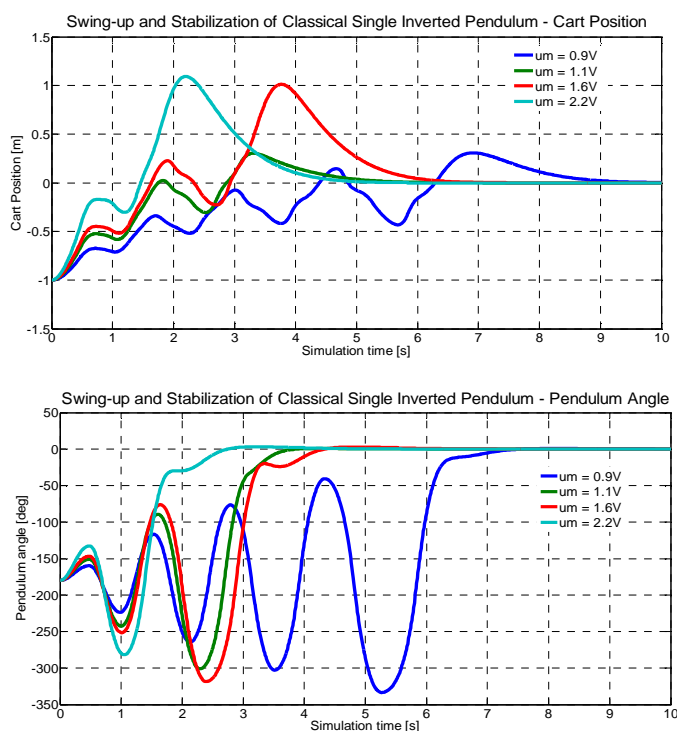 Swing-up and Stabilization of Classical Single Inverted Pendulum - Cart Position
1.5
1
0.5
0
-0.5
-1
-1.5
Cart Position [m]
um = 0.9V
um = 1.1V
um = 1.6V
um = 2.2V
0 1 2 3 4 5 6 7 8 9 10
Simulation time [s]
Swing-up and Stabilization of Classical Single Inverted Pendulum - Pendulum Angle
50
0
-50
-100
-150
-200
-250
-300
-350
Pendulum angle [deg]
um = 0.9V
um = 1.1V
um = 1.6V
um = 2.2V
0 1 2 3 4 5 6 7 8 9 10
Simulation time [s]